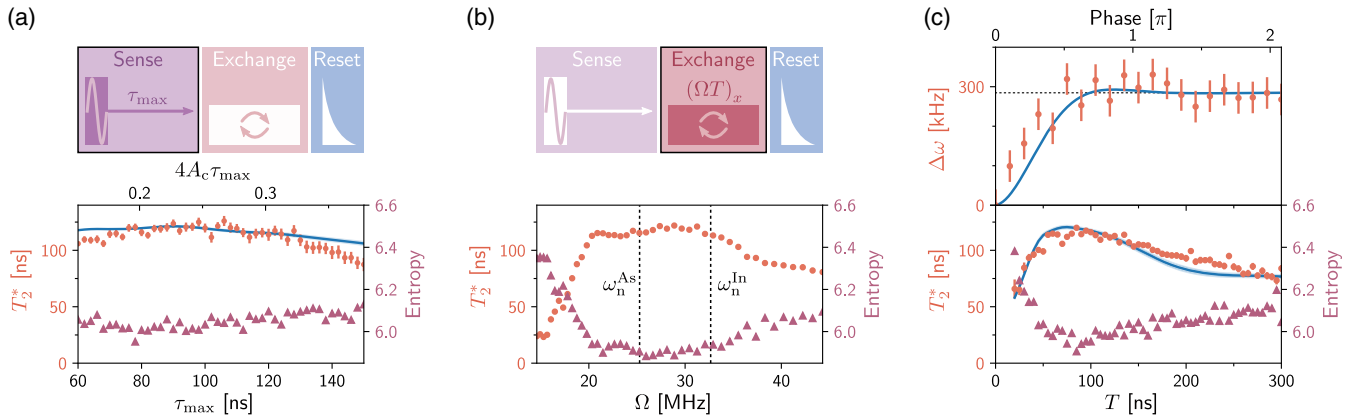 (a)
Sense
Exchange
Reset
τmax
4Acτmax
0.2
0.3
T2* [ns]
100
50
0
6.6
6.4
6.2
6.0
Entropy
60
80
100
120
140
τmax [ns]
(b)
Sense
Exchange
Reset
(ΩT)x
T2* [ns]
100
50
0
ωnAs
ωnIn
6.6
6.4
6.2
6.0
Entropy
20
30
40
Ω [MHz]
(c)
Phase [π]
0
1
2
Δω [kHz]
300
0
T2* [ns]
100
50
0
6.6
6.4
6.2
6.0
Entropy
0
50
100
150
200
250
300
T [ns]